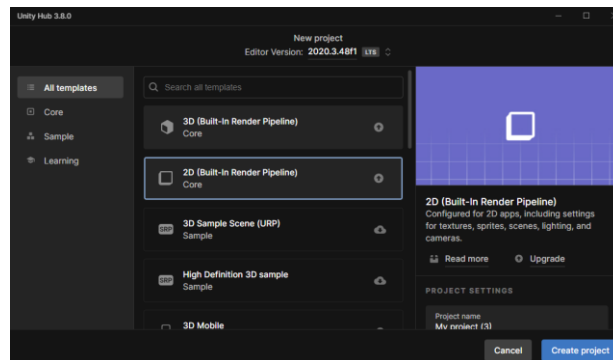 Unity Hub 3.8.0
New project
Editor Version: 2020.3.48f1 LTS
All templates
Core
Sample
Learning
Search all templates
3D (Built-In Render Pipeline)
Core
2D (Built-In Render Pipeline)
Core
SRP
3D Sample Scene (URP)
Sample
SRP
High Definition 3D sample
Sample
3D Mobile
2D (Built-In Render Pipeline)
Configured for 2D apps, including settings
for textures, sprites, scenes, lighting, and
cameras.
Read more
Upgrade
PROJECT SETTINGS
Project name
My project (3)
Cancel
Create project